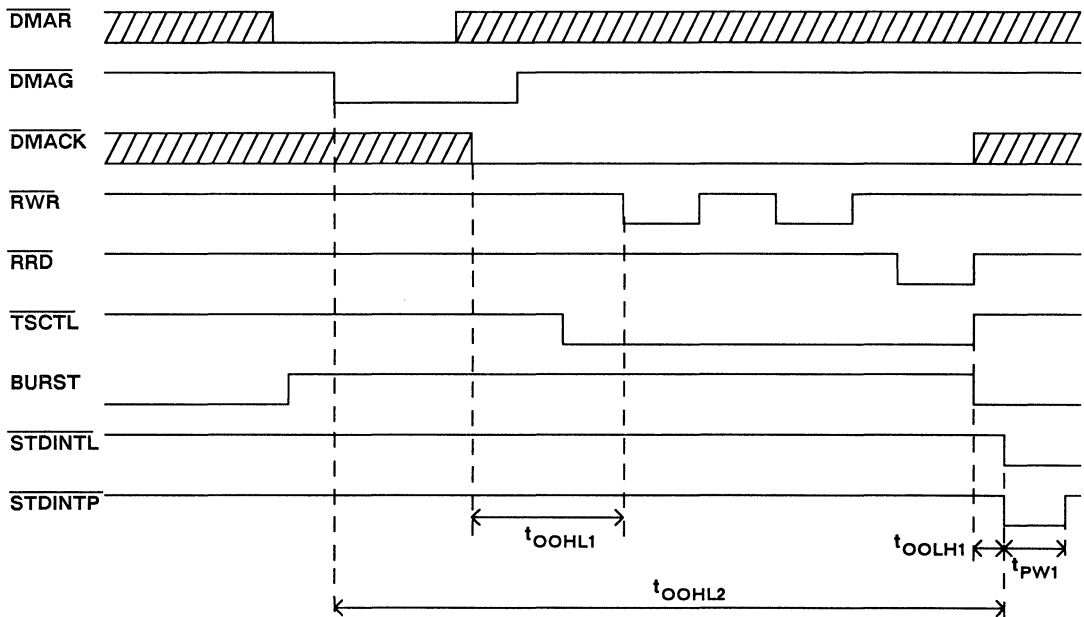 DMAR
DMAG
DMACK
RWR
RRD
TSCTL
BURST
STDINTL
STDINTP
tOOHL1
tOOLH1
tPW1
tOOHL2